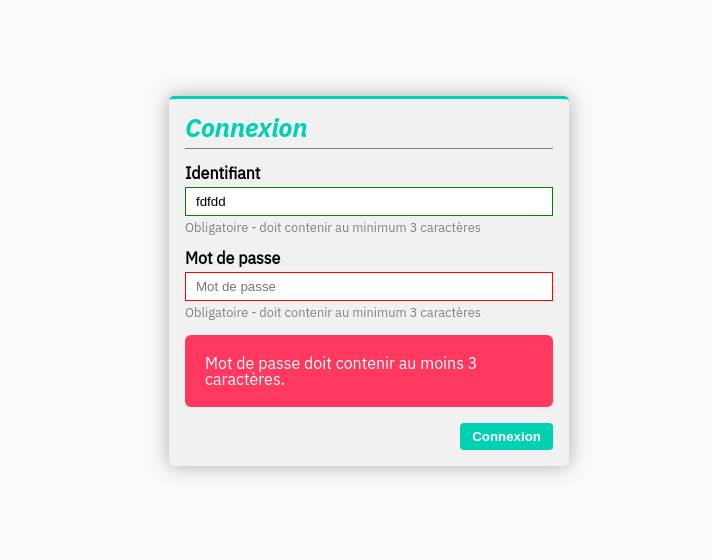 Connexion
Identifiant
fdfdd
Obligatoire - doit contenir au minimum 3 caractères
Mot de passe
Mot de passe
Obligatoire - doit contenir au minimum 3 caractères
Mot de passe doit contenir au moins 3
caractères.
Connexion